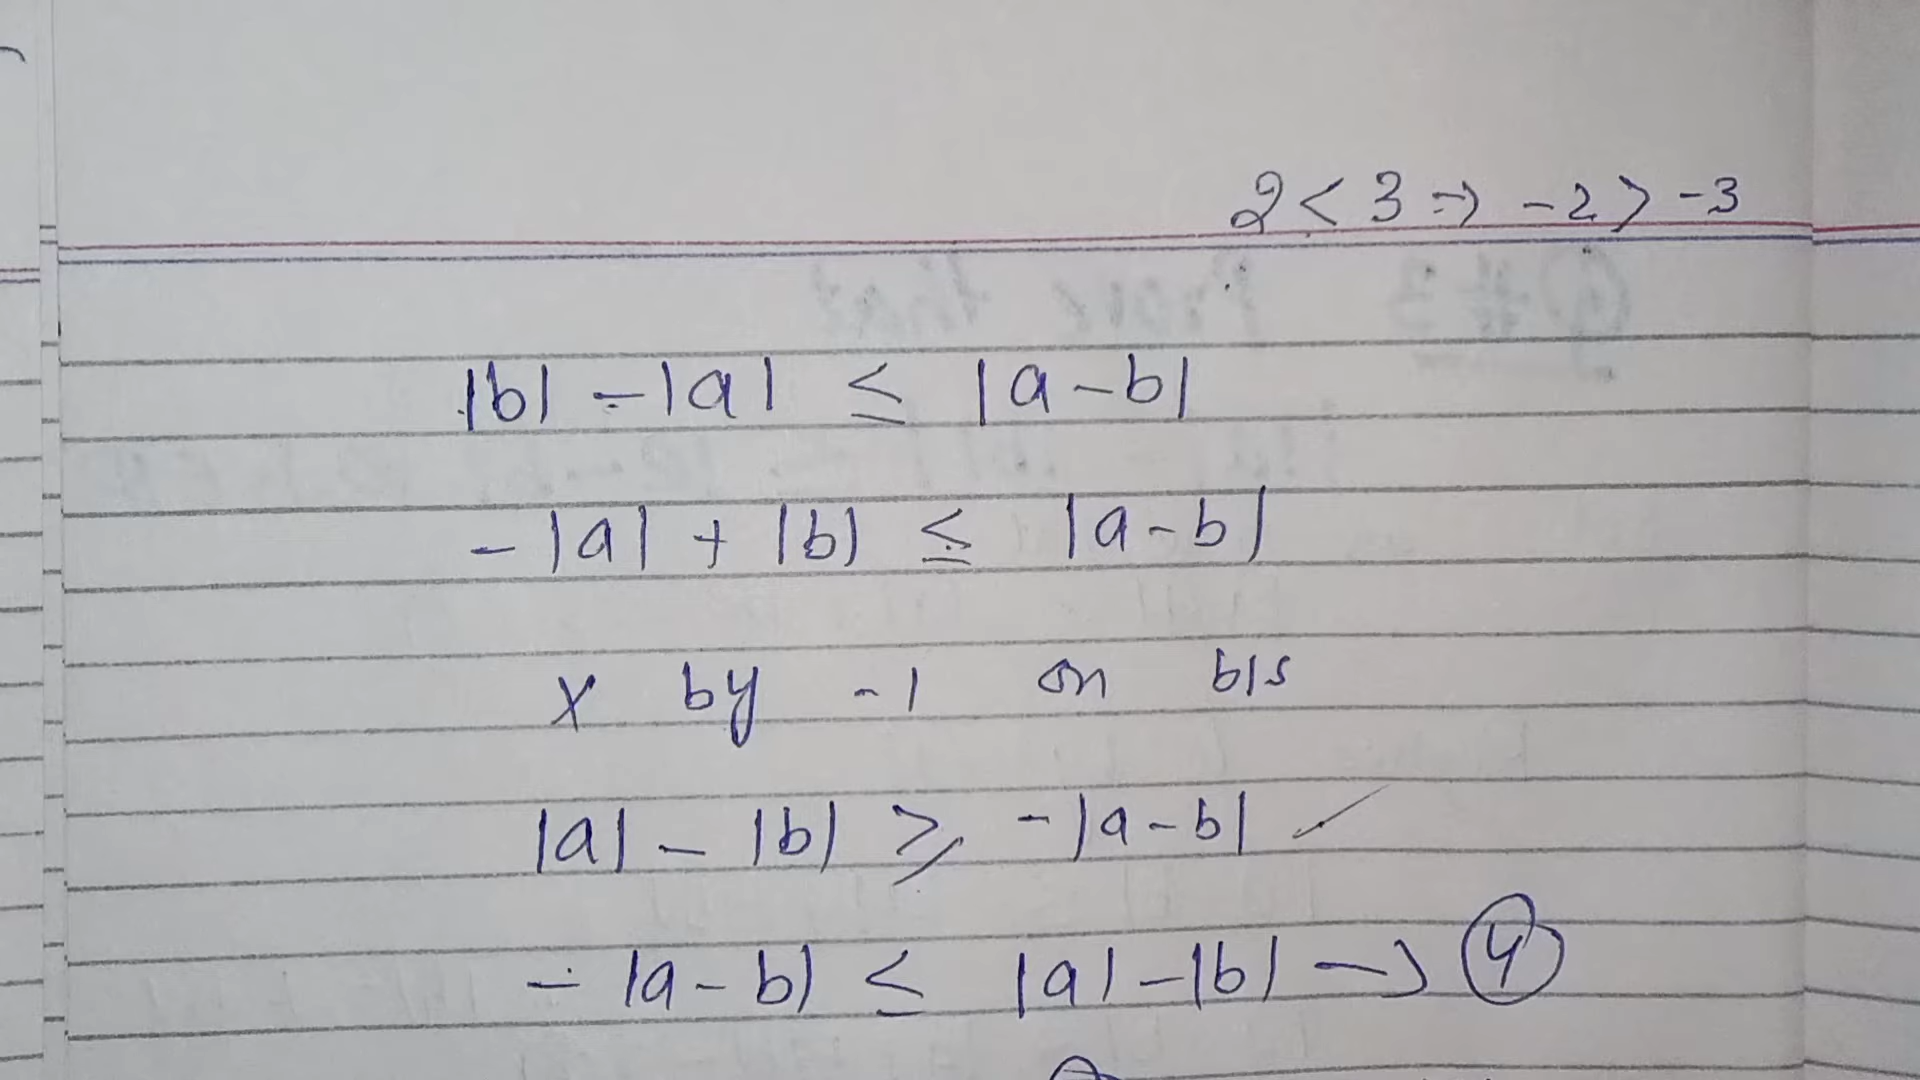 2 < 3 ⇒ -2 > -3
|b| - |a| ≤ |a - b|
- |a| + |b| ≤ |a - b|
x by -1 on b/s
|a| - |b| ≥ - |a - b|
- |a - b| ≤ |a| - |b| → ④